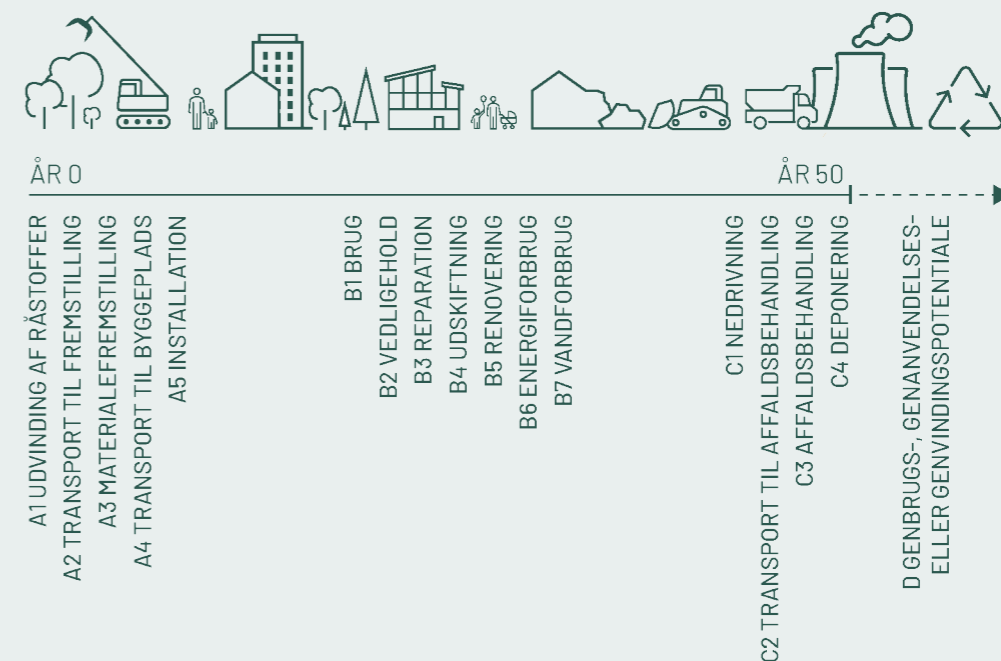 ÅR 0
ÅR 50
A1 UDVINDING AF RÅSTOFFER
A2 TRANSPORT TIL FREMSTILLING
A3 MATERIALEFREMSTILLLING
A4 TRANSPORT TIL BYGGEPLADS
A5 INSTALLATION
B1 BRUG
B2 VEDLIGEHOLD
B3 REPARATION
B4 UDSKIFTNING
B5 RENOVERING
B6 ENERGIFORBRUG
B7 VANDFORBRUG
C1 NEDRIVNING
C2 TRANSPORT TIL AFFALDSBEHANDLING
C3 AFFALDSBEHANDLING
C4 DEPONERING
D GENBRUGS-, GENANVENDELSES-
ELLER GENVINDINGSPOTENTIALE